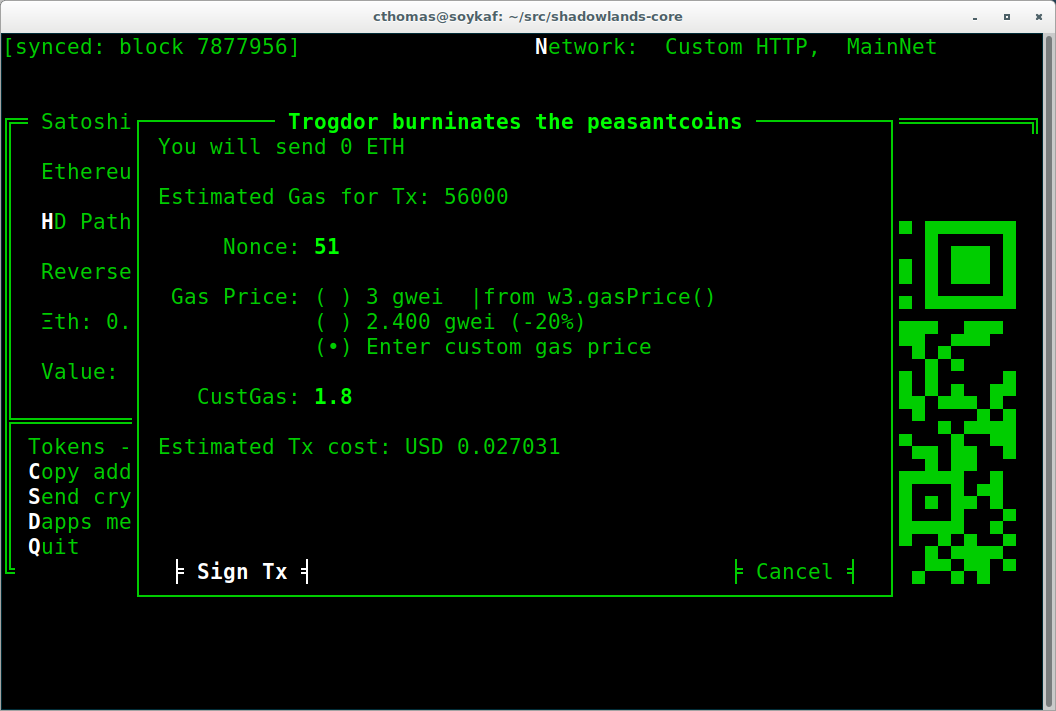 cthomas@soykaf: ~/src/shadowlands-core
[synced: block 7877956] Network: Custom HTTP, MainNet
Satoshi
Trogdor burninates the peasantcoins
You will send 0 ETH
Ethereu
Estimated Gas for Tx: 56000
HD Path
Nonce: 51
Reverse
Gas Price: ( ) 3 gwei |from w3.gasPrice()
Ξth: 0.
( ) 2.400 gwei (-20%)
(•) Enter custom gas price
Value:
CustGas: 1.8
Tokens -
Estimated Tx cost: USD 0.027031
Copy add
Send cry
Dapps me
Quit
Sign Tx
Cancel